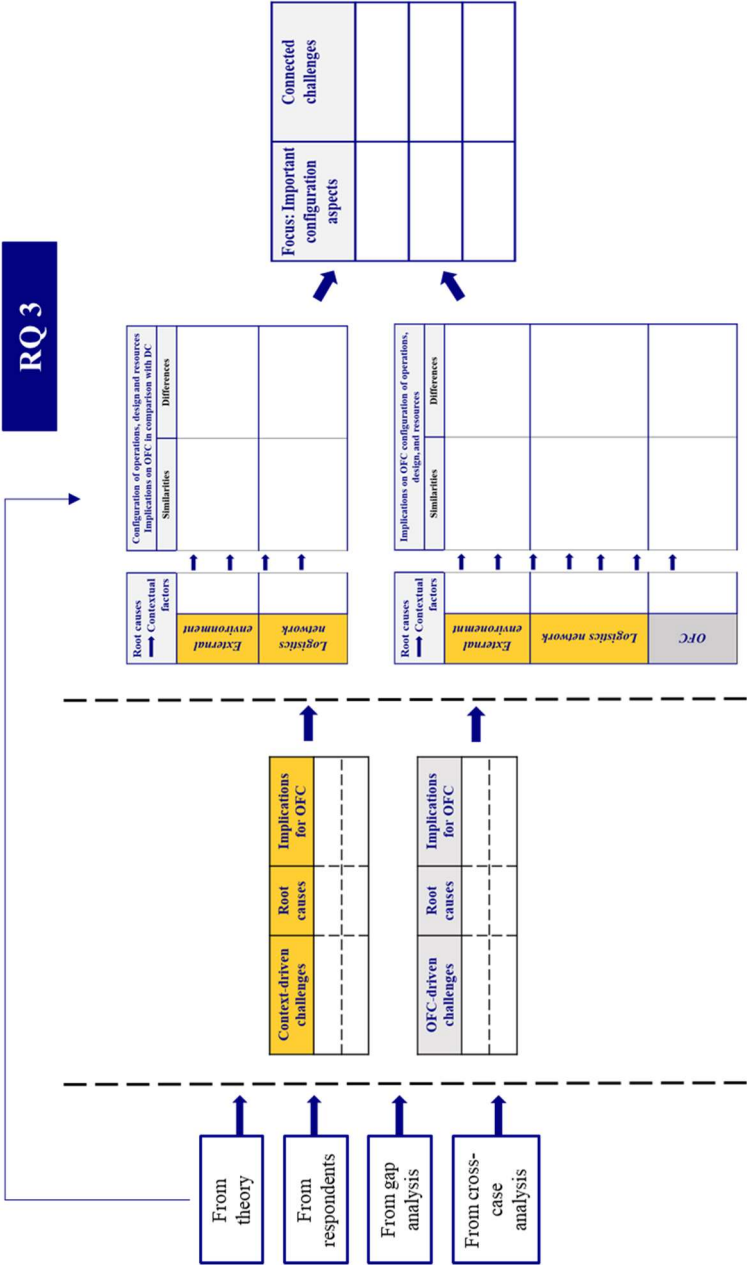 RQ 3
From
theory
From
respondents
From gap
analysis
From cross-
case
analysis
Context-driven
challenges
Root
causes
Implications
for OFC
OFC-driven
challenges
Root
causes
Implications
for OFC
Root causes
Contextual
factors
External
environment
Logistics
network
Configuration of operations, design and resources
Implications on OFC in comparison with DC
Similarities
Differences
Root causes
Contextual
factors
External
environement
Logistics network
OFC
Implications on OFC configuration of operations,
design, and resources
Similarities
Differences
Focus: Important
configuration
aspects
Connected
challenges